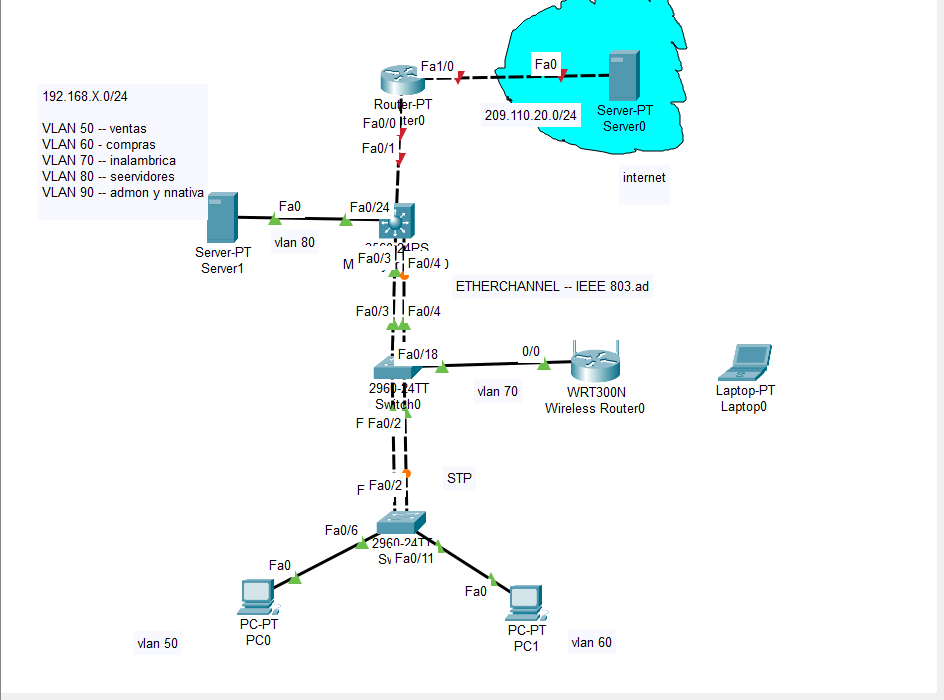 Fa1/0
Fa0
Router-PT
ter0
Fa0/0
Fa0/1
209.110.20.0/24
Server-PT
Server0
internet
192.168.X.0/24
VLAN 50 -- ventas
VLAN 60 - compras
VLAN 70 -- inalambrica
VLAN 80 -- seervidores
VLAN 90 -- admon y nnativa
Fa0
Fa0/24
vlan 80
Server-PT
Server1
24PS
M
Fa0/3
Fa0/4
ETHERCHANNEL -- IEEE 803.ad
Fa0/3
Fa0/4
Fa0/18
0/0
2960-24TT
Switch0
vlan 70
WRT300N
Wireless Router0
Laptop-PT
Laptop0
F Fa0/2
STP
F Fa0/2
Fa0/6
2960-24TT
Fa0/11
Fa0
Fa0
PC-PT
PC0
PC-PT
PC1
vlan 50
vlan 60